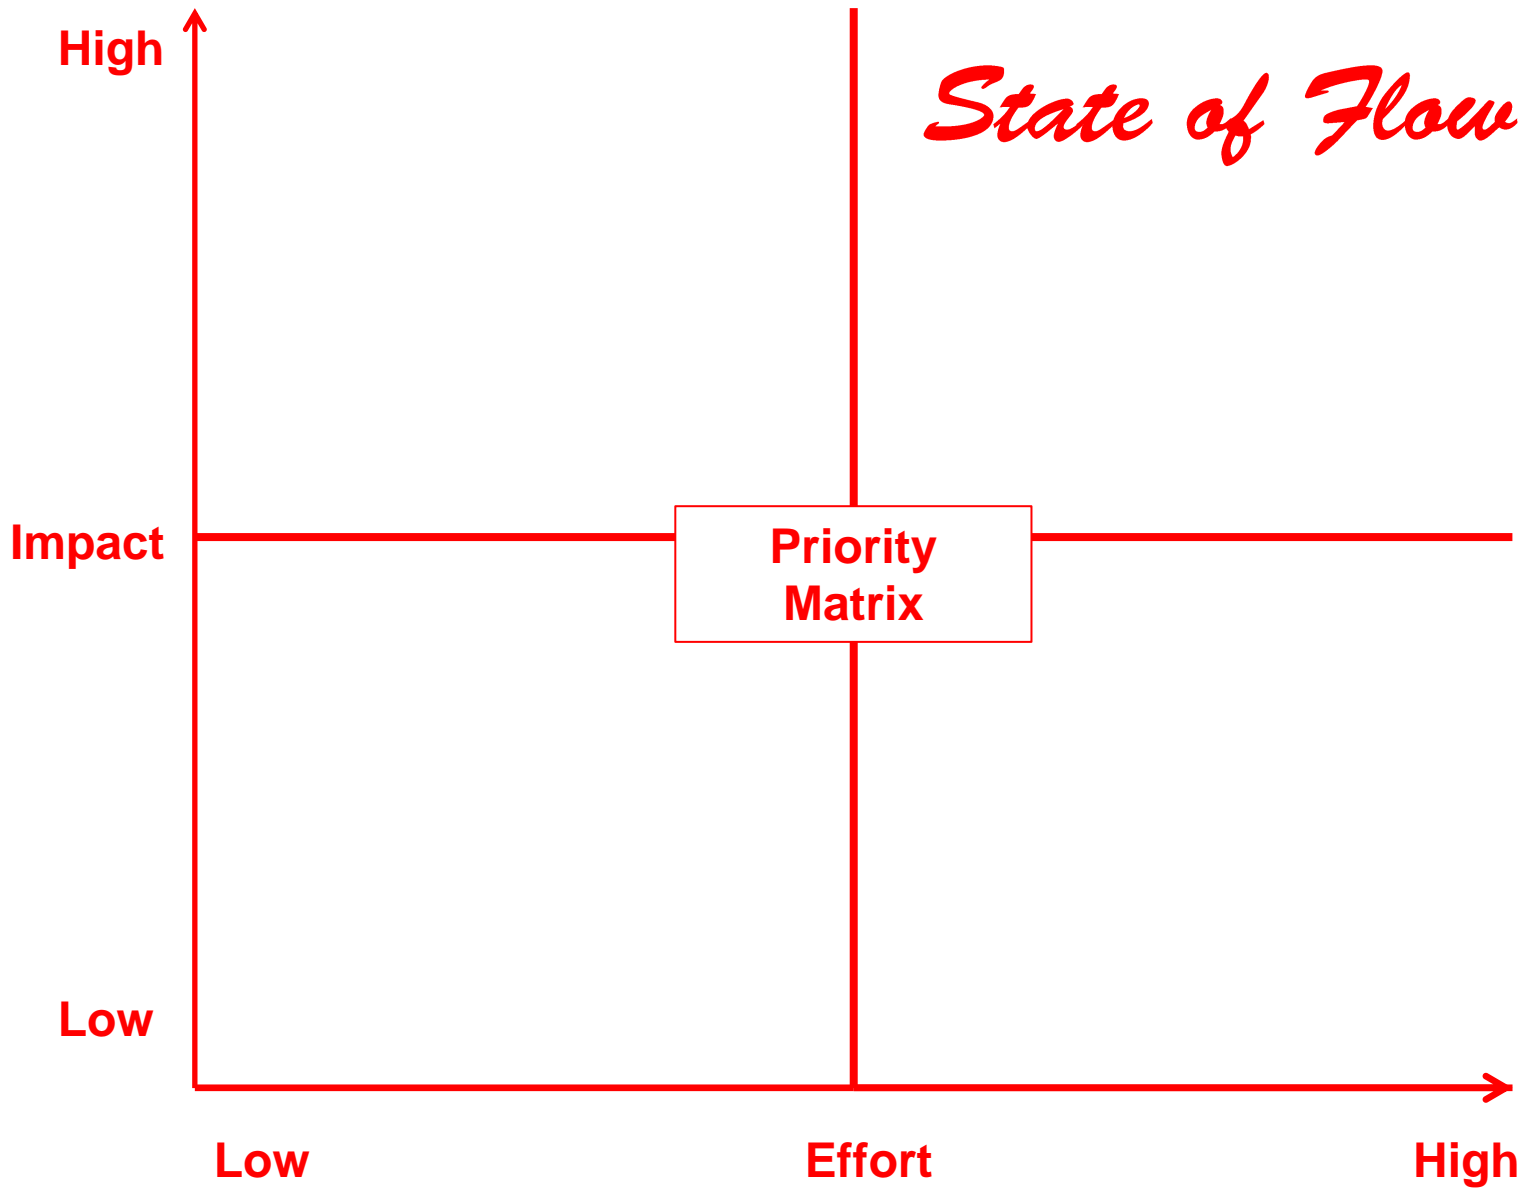 High
State of Flow
Impact
Priority
Matrix
Low
Low
Effort
High